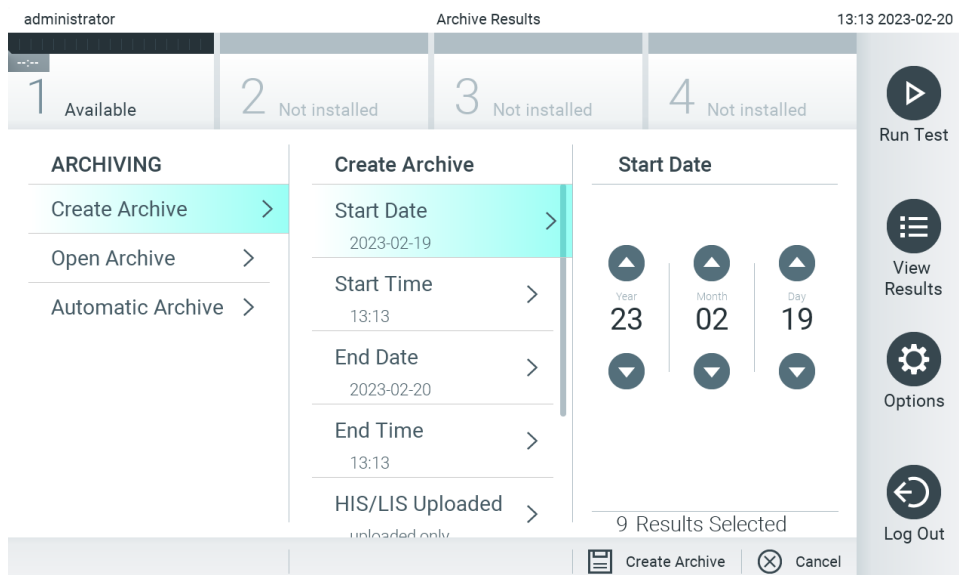 administrator
Archive Results
13:13 2023-02-20
--:--
1 Available
2 Not installed
3 Not installed
4 Not installed
Run Test
View
Results
Options
Log Out
ARCHIVING
Create Archive
Open Archive
Automatic Archive
Create Archive
Start Date
2023-02-19
Start Time
13:13
End Date
2023-02-20
End Time
13:13
HIS/LIS Uploaded
uploaded only
Start Date
Year Month Day
23 02 19
9 Results Selected
Create Archive
Cancel